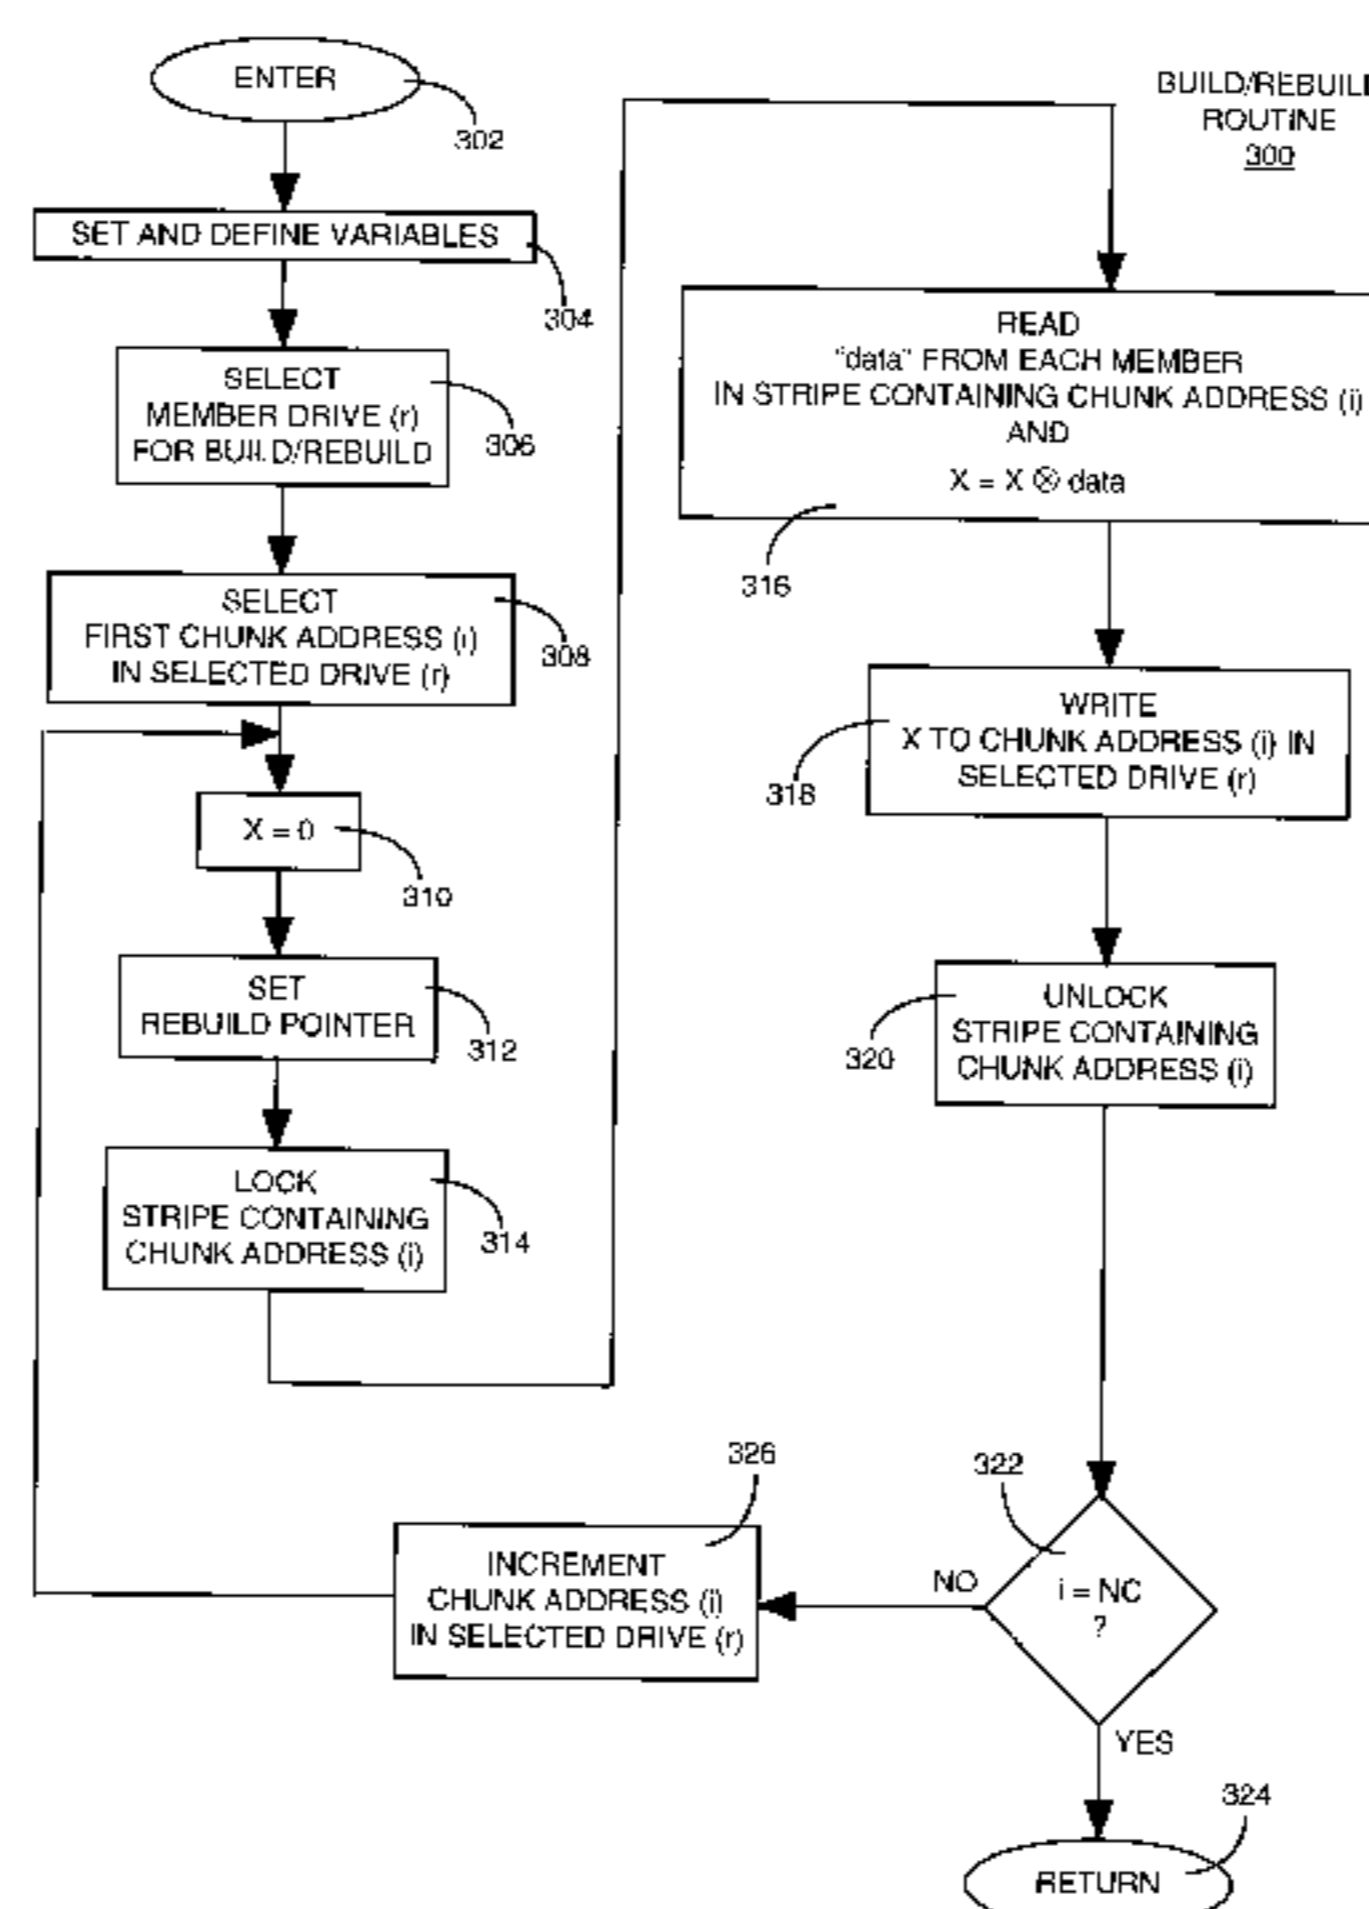 ENTER
302
SET AND DEFINE VARIABLES
304
SELECT
MEMBER DRIVE (r)
FOR BUILD/REBUILD
306
SELECT
FIRST CHUNK ADDRESS (i)
IN SELECTED DRIVE (r)
308
X = 0
310
SET
REBUILD POINTER
312
LOCK
STRIPE CONTAINING
CHUNK ADDRESS (i)
314
BUILD/REBUIL
ROUTINE
300
READ
"data" FROM EACH MEMBER
IN STRIPE CONTAINING CHUNK ADDRESS (i)
AND
X = X ⊗ data
316
WRITE
X TO CHUNK ADDRESS (i) IN
SELECTED DRIVE (r)
318
UNLOCK
STRIPE CONTAINING
CHUNK ADDRESS (i)
320
322
i = NC
?
NO
YES
326
INCREMENT
CHUNK ADDRESS (i)
IN SELECTED DRIVE (r)
324
RETURN